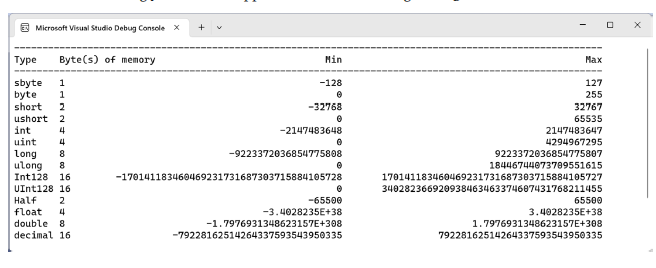 Microsoft Visual Studio Debug Console
Type Byte(s) of memory Min Max
sbyte 1 -128 127
byte 1 0 255
short 2 -32768 32767
ushort 2 0 65535
int 4 -2147483648 2147483647
uint 4 0 4294967295
long 8 -9223372036854775808 9223372036854775807
ulong 8 0 18446744073709551615
Int128 16 -170141183460469231731687303715884105728 170141183460469231731687303715884105727
UInt128 16 0 340282366920938463463374607431768211455
Half 2 -65500 65500
float 4 -3.4028235E+38 3.4028235E+38
double 8 -1.7976931348623157E+308 1.7976931348623157E+308
decimal 16 -79228162514264337593543950335 79228162514264337593543950335